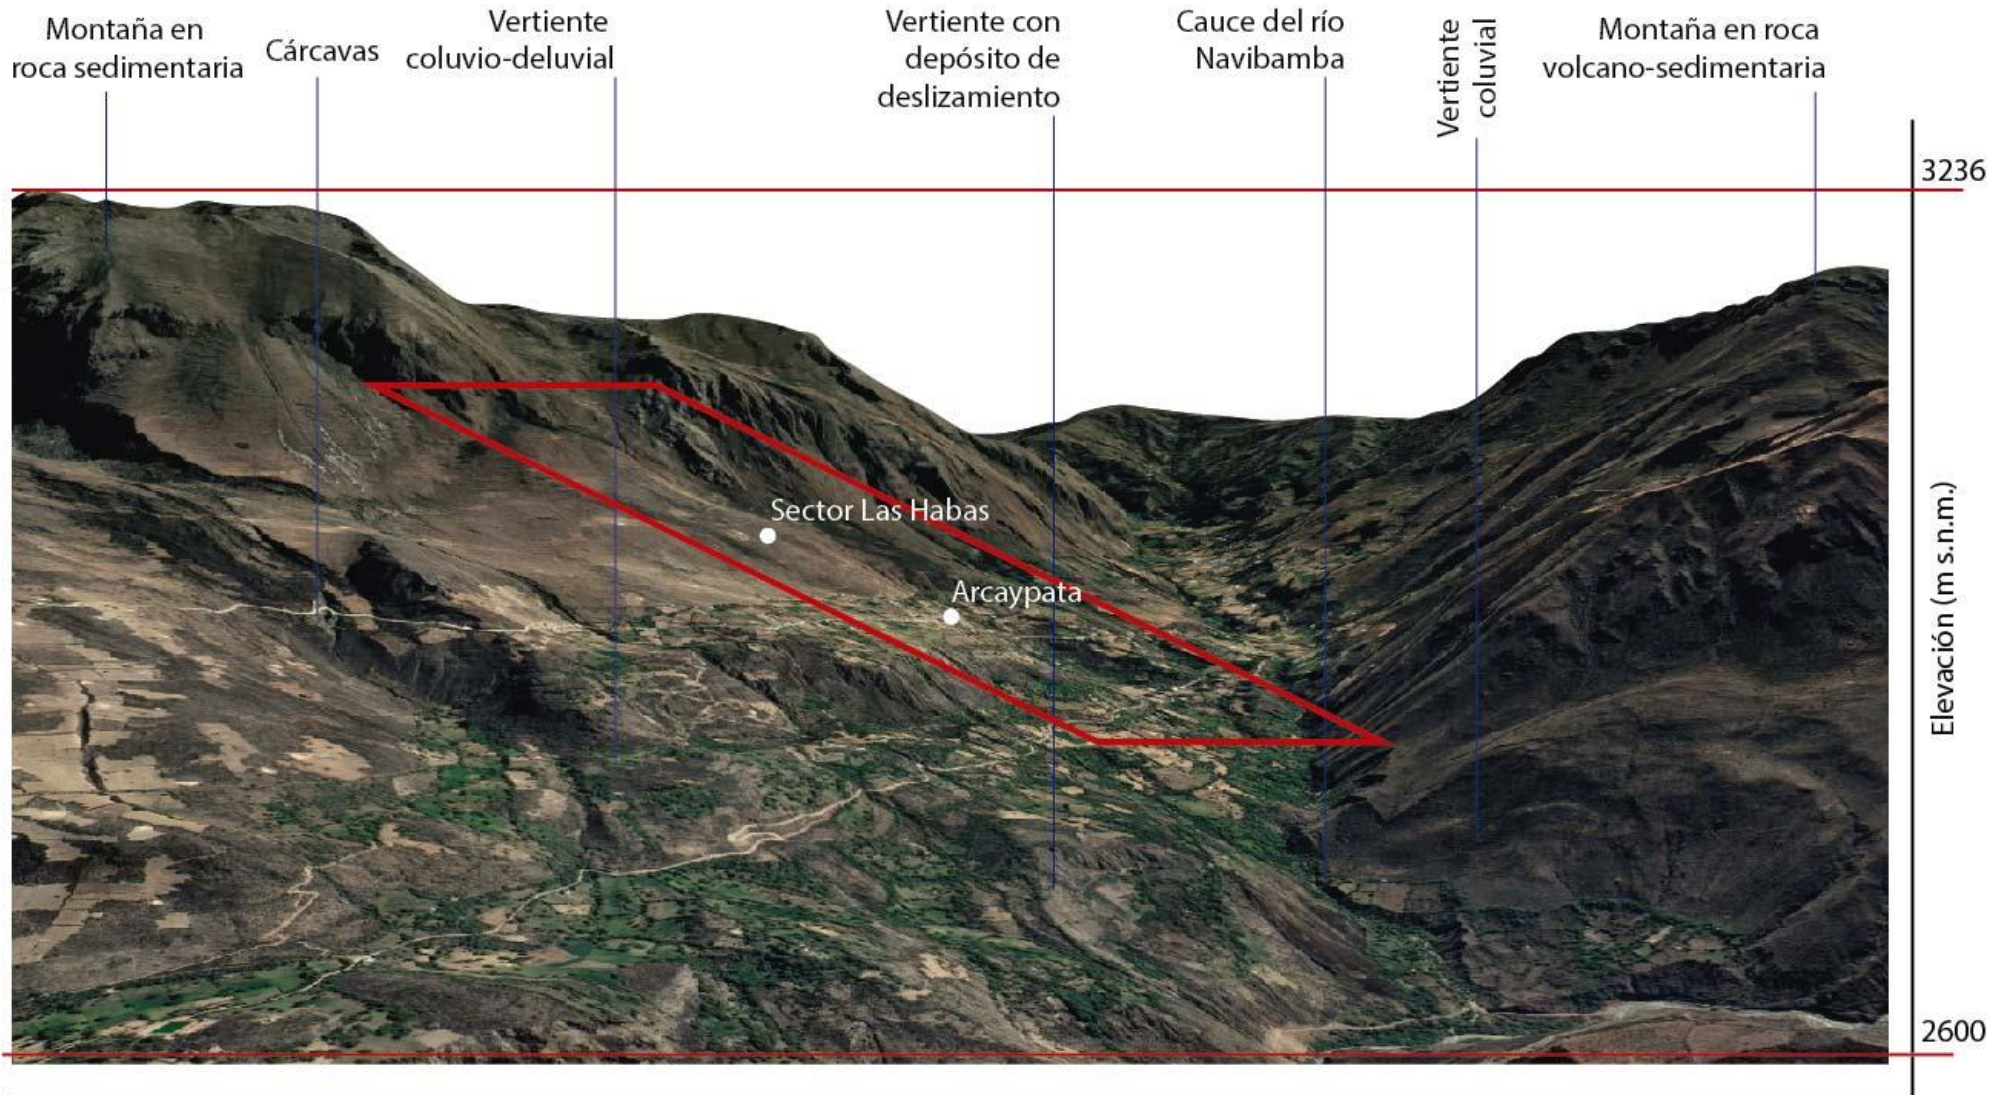 Montaña en
roca sedimentaria
Cárcavas
Vertiente
coluvio-deluvial
Vertiente con
depósito de
deslizamiento
Cauce del río
Navibamba
Vertiente
coluvial
Montaña en roca
volcano-sedimentaria
3236
Sector Las Habas
Arcaypata
Elevación (m s.n.m.)
2600